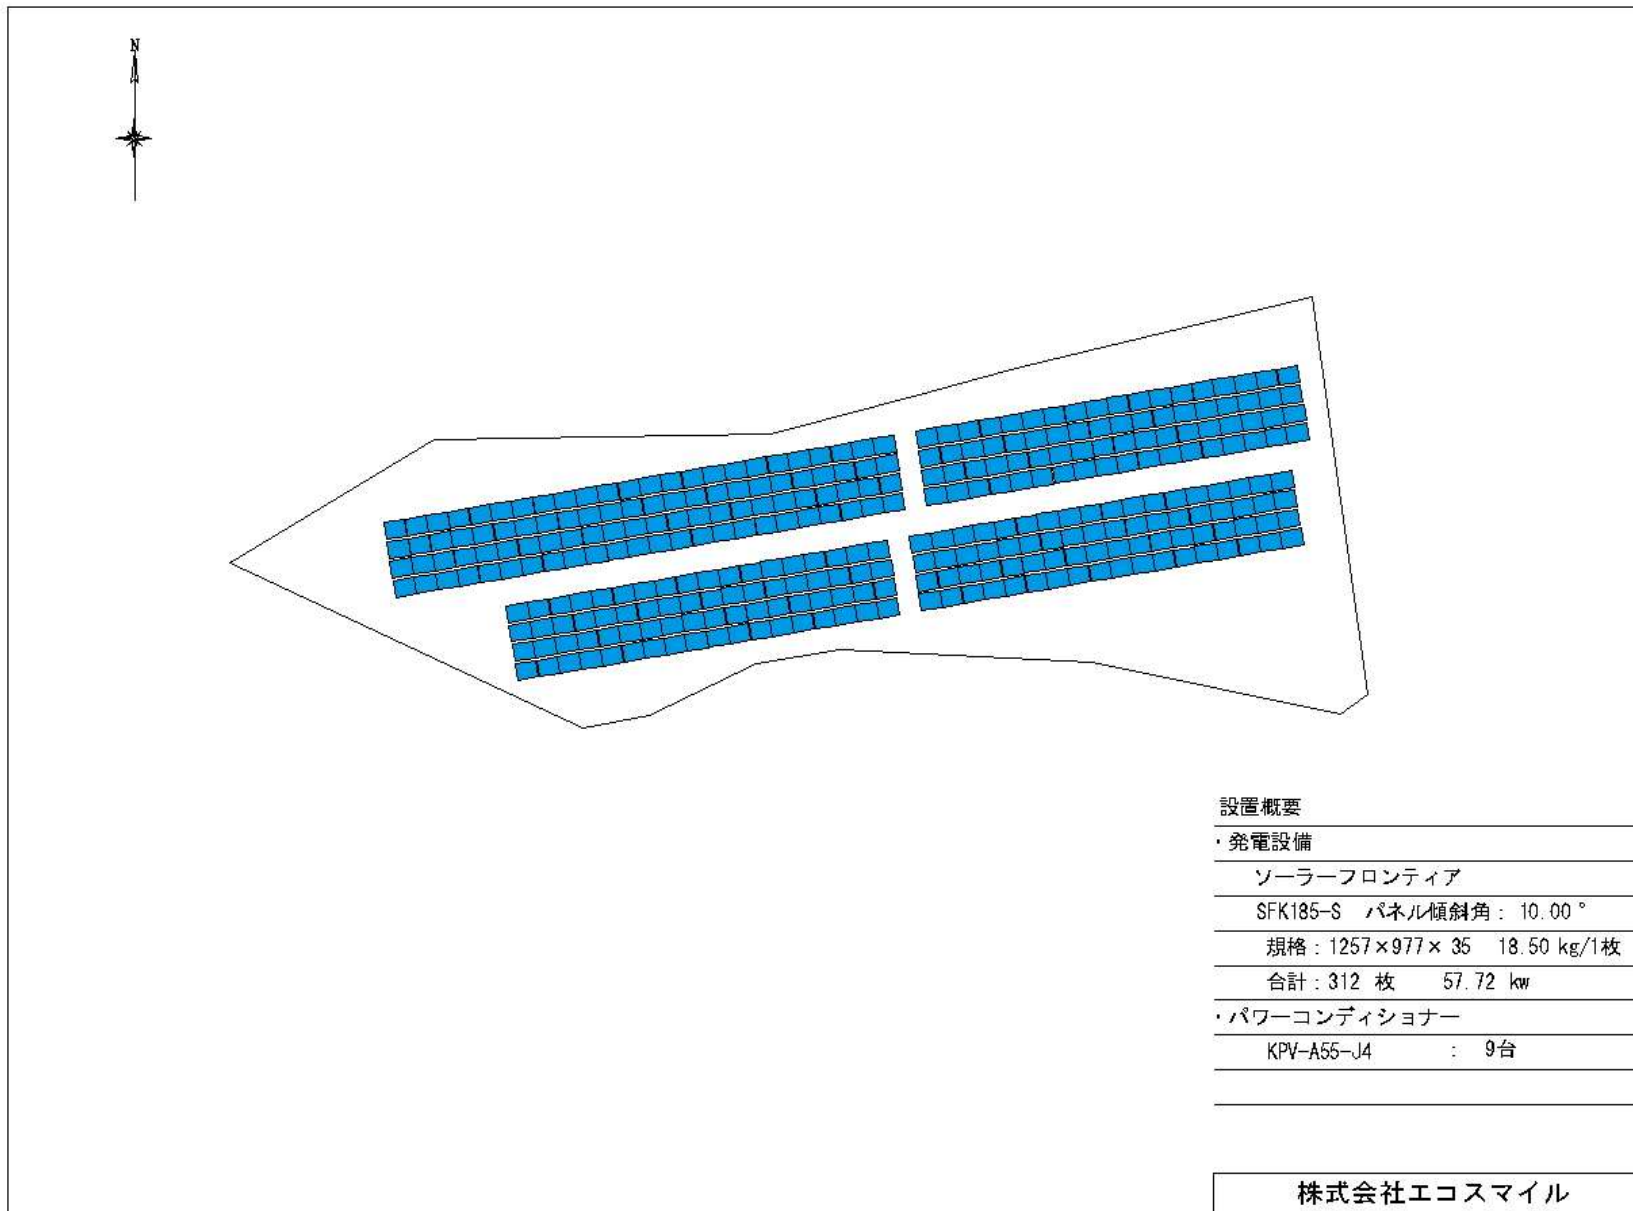 N
設置概要
・発電設備
ソーラーフロンティア
SFK185-S パネル傾斜角：10.00°
規格：1257×977×35 18.50 kg/1枚
合計：312 枚 57.72 kw
・パワーコンディショナー
KPV-A55-J4 ： 9台
株式会社エコスマイル